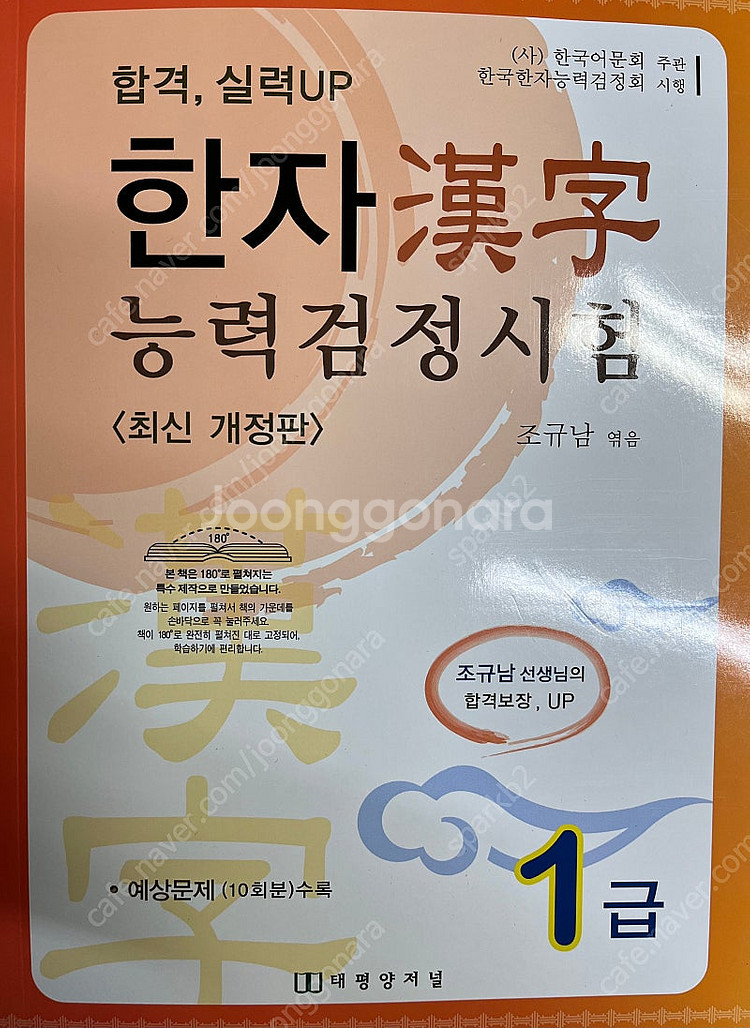 (사) 한국어문회 주관
한국한자능력검정회 시행
합격, 실력UP
한자漢字
능력검정시험
<최신 개정판>
조규남 엮음
Joonggonara
180°
본 책은 180°로 펼쳐지는
특수 제작으로 만들었습니다.
원하는 페이지를 펼쳐서 책의 가운데를
손바닥으로 꼭 눌러주세요.
책이 180°로 완전히 펼쳐진 대로 고정되어,
학습하기에 편리합니다.
漢字
조규남 선생님의
합격보장, UP
1급
• 예상문제 (10회분)수록
태평양저널
cafe.naver.com/joonggonara